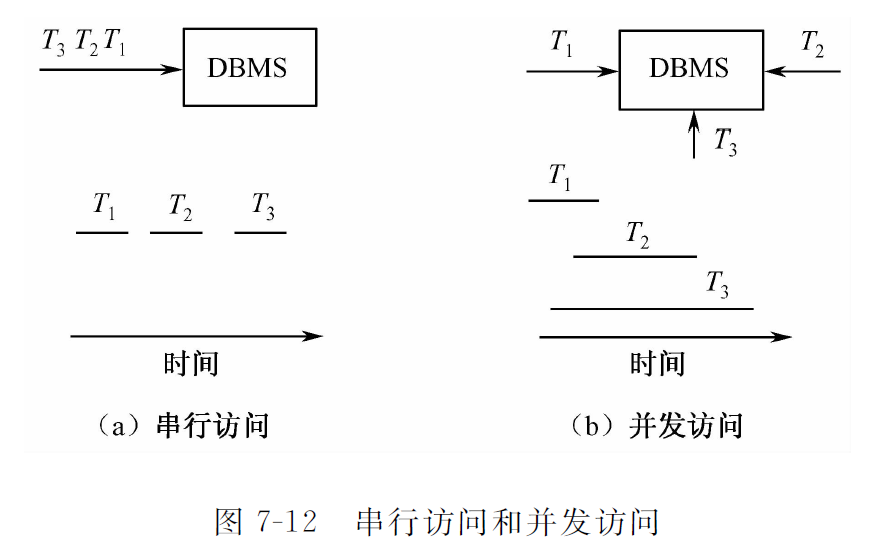 T₃ T₂ T₁
DBMS
T₁ T₂ T₃
时间
(a) 串行访问
T₁
DBMS
T₂
T₃
T₁
T₂
T₃
时间
(b) 并发访问
图 7-12 串行访问和并发访问